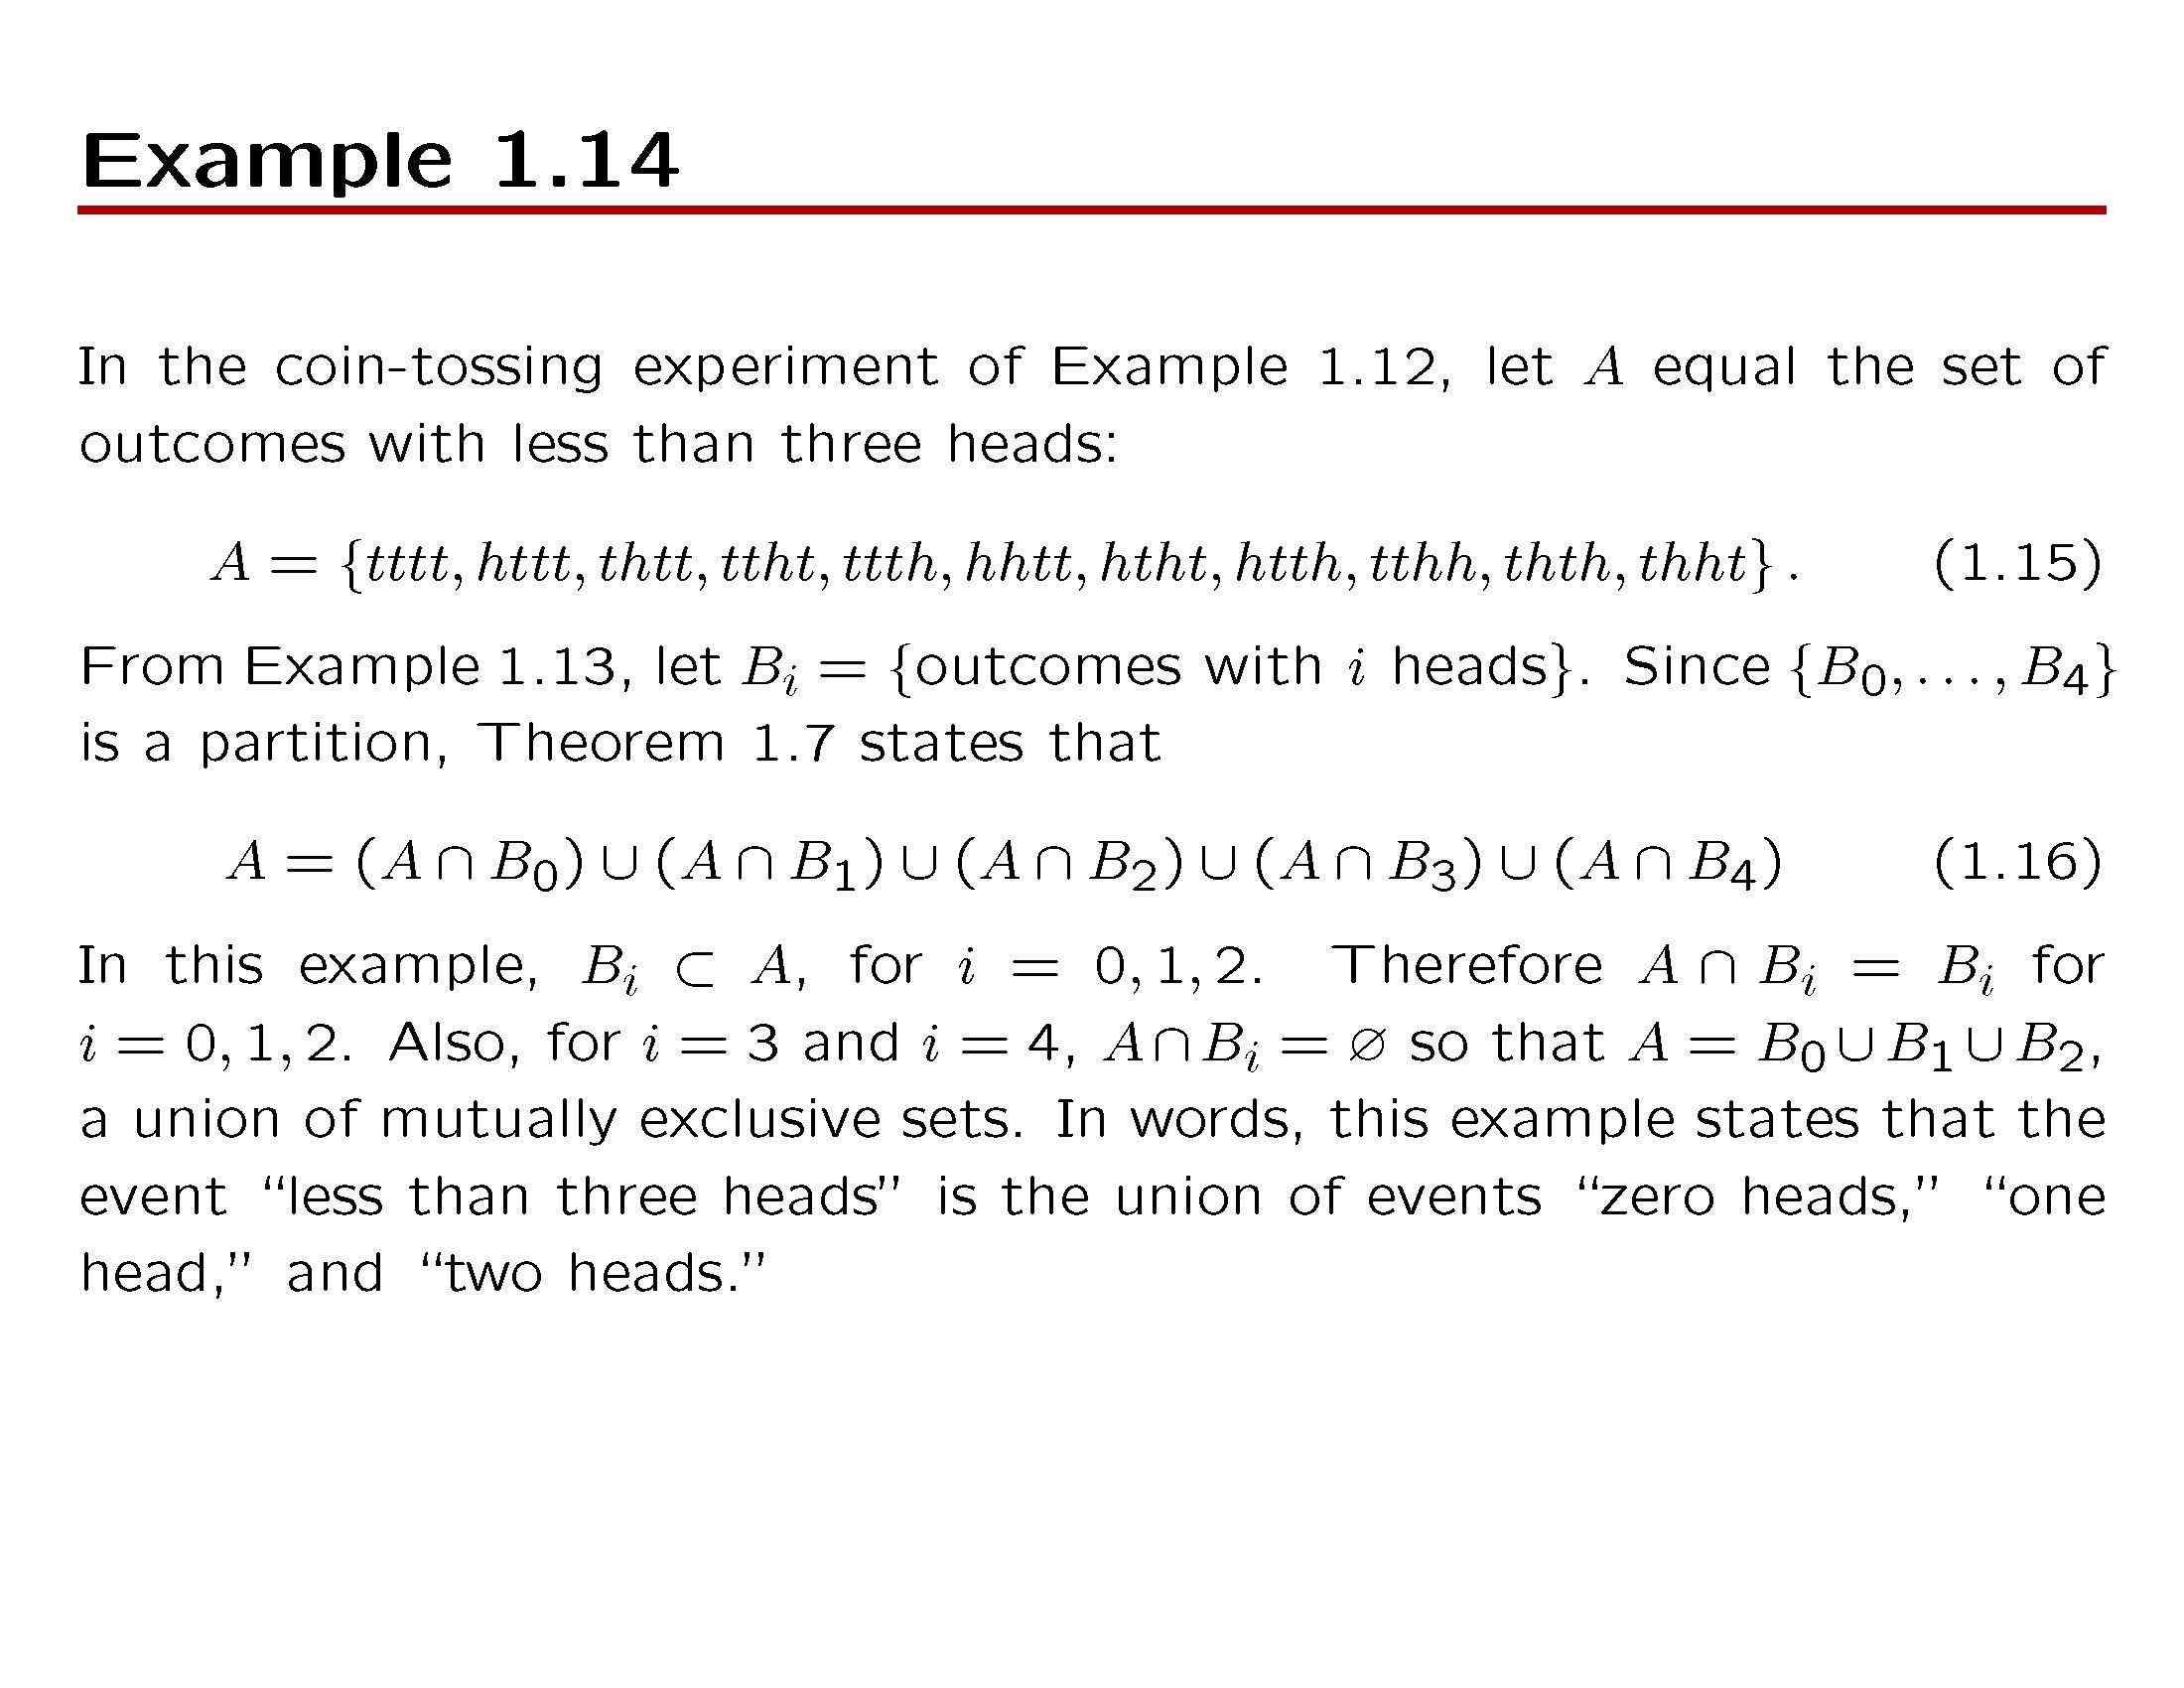 Example 1.14
In the coin-tossing experiment of Example 1.12, let A equal the set of
outcomes with less than three heads:
A = {tttt, httt, thtt, ttht, ttth, hhtt, htht, htth, tthh, thth, thht} . (1.15)
From Example 1.13, let B_i = {outcomes with i heads}. Since {B_0, . . . , B_4}
is a partition, Theorem 1.7 states that
A = (A ∩ B_0) ∪ (A ∩ B_1) ∪ (A ∩ B_2) ∪ (A ∩ B_3) ∪ (A ∩ B_4) (1.16)
In this example, B_i ⊂ A, for i = 0, 1, 2. Therefore A ∩ B_i = B_i for
i = 0, 1, 2. Also, for i = 3 and i = 4, A ∩ B_i = ∅ so that A = B_0 ∪ B_1 ∪ B_2,
a union of mutually exclusive sets. In words, this example states that the
event “less than three heads” is the union of events “zero heads,” “one
head,” and “two heads.”